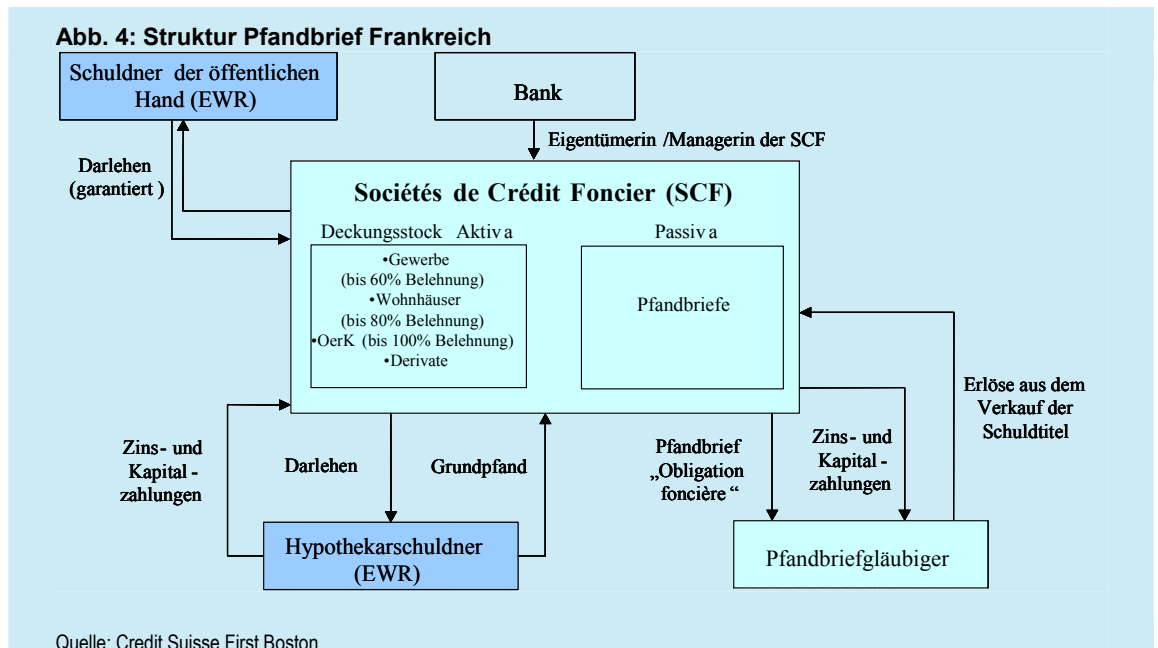 Abb. 4: Struktur Pfandbrief Frankreich
Schuldner der öffentlichen
Hand (EWR)
Bank
Eigentümerin /Managerin der SCF
Darlehen
(garantiert )
Sociétés de Crédit Foncier (SCF)
Deckungsstock Aktiva
Passiva
•Gewerbe
(bis 60% Belehnung)
•Wohnhäuser
(bis 80% Belehnung)
•OerK (bis 100% Belehnung)
•Derivate
Pfandbriefe
Erlöse aus dem
Verkauf der
Schuldtitel
Zins- und
Kapital -
zahlungen
Darlehen
Grundpfand
Pfandbrief
„Obligation
foncière “
Zins- und
Kapital -
zahlungen
Hypothekarschuldner
(EWR)
Pfandbriefgläubiger
Quelle: Credit Suisse First Boston